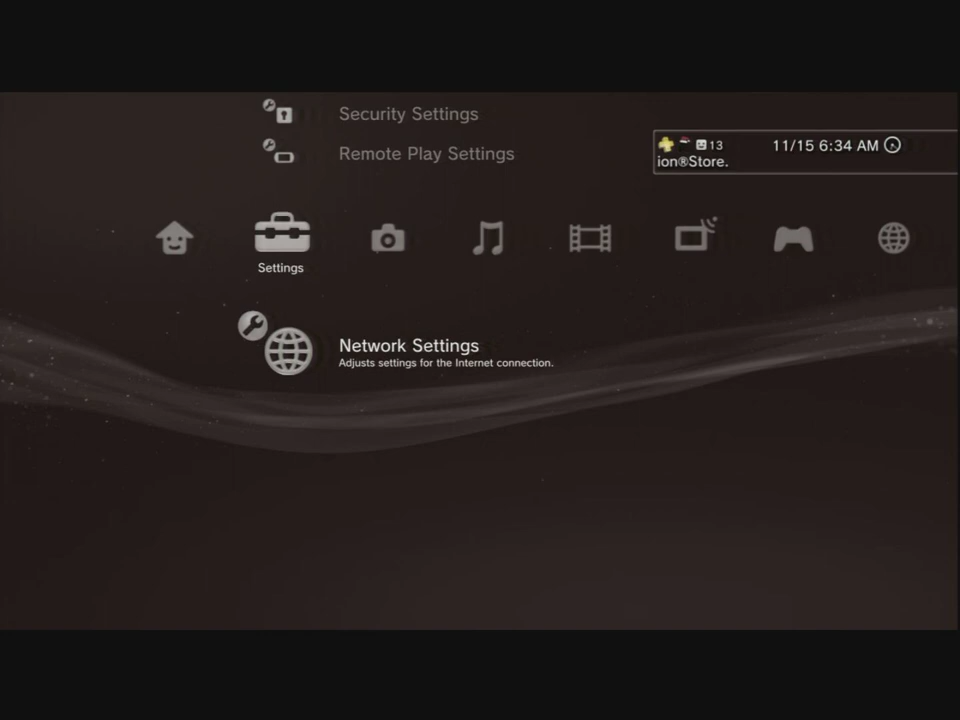 Security Settings
Remote Play Settings
13 11/15 6:34 AM
ion®Store.
Settings
Network Settings
Adjusts settings for the Internet connection.